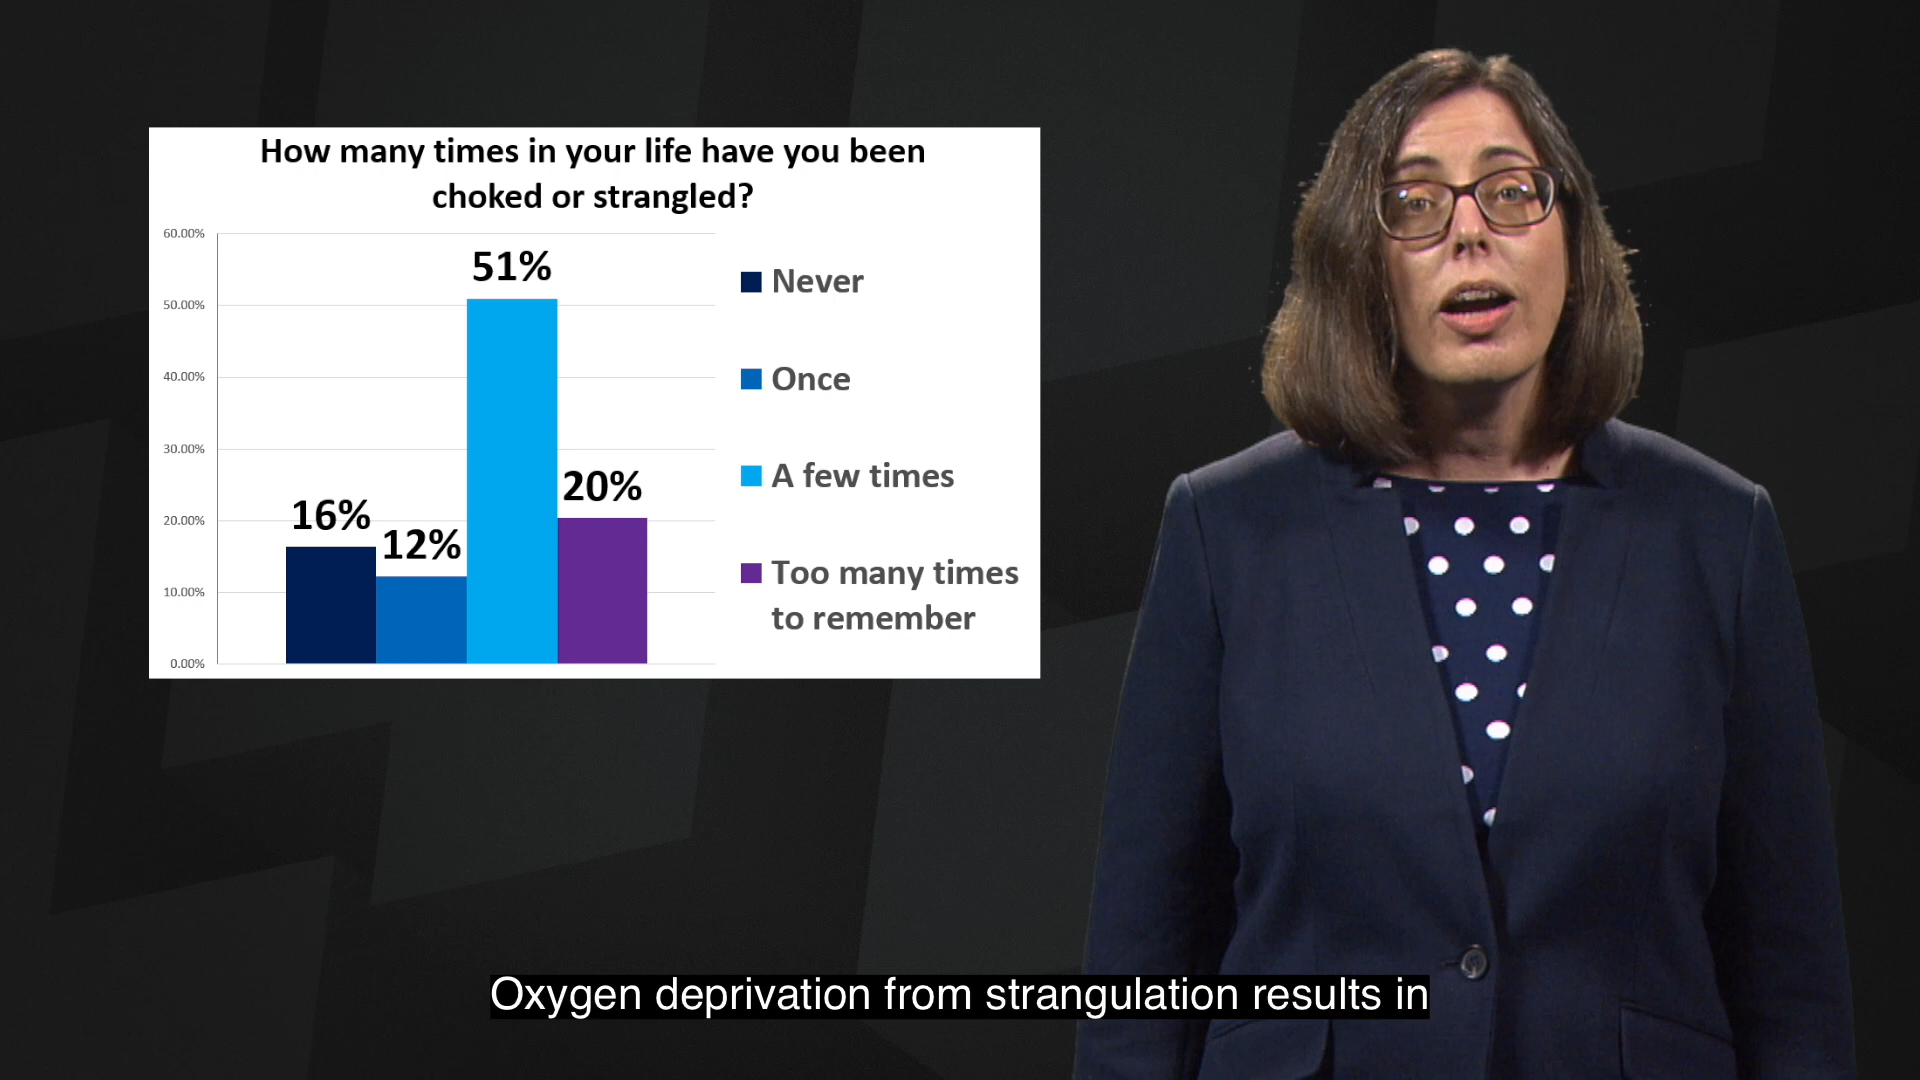 How many times in your life have you been
choked or strangled?
60.00%
50.00%
40.00%
30.00%
20.00%
10.00%
0.00%
16%
12%
51%
20%
Never
Once
A few times
Too many times
to remember
Oxygen deprivation from strangulation results in